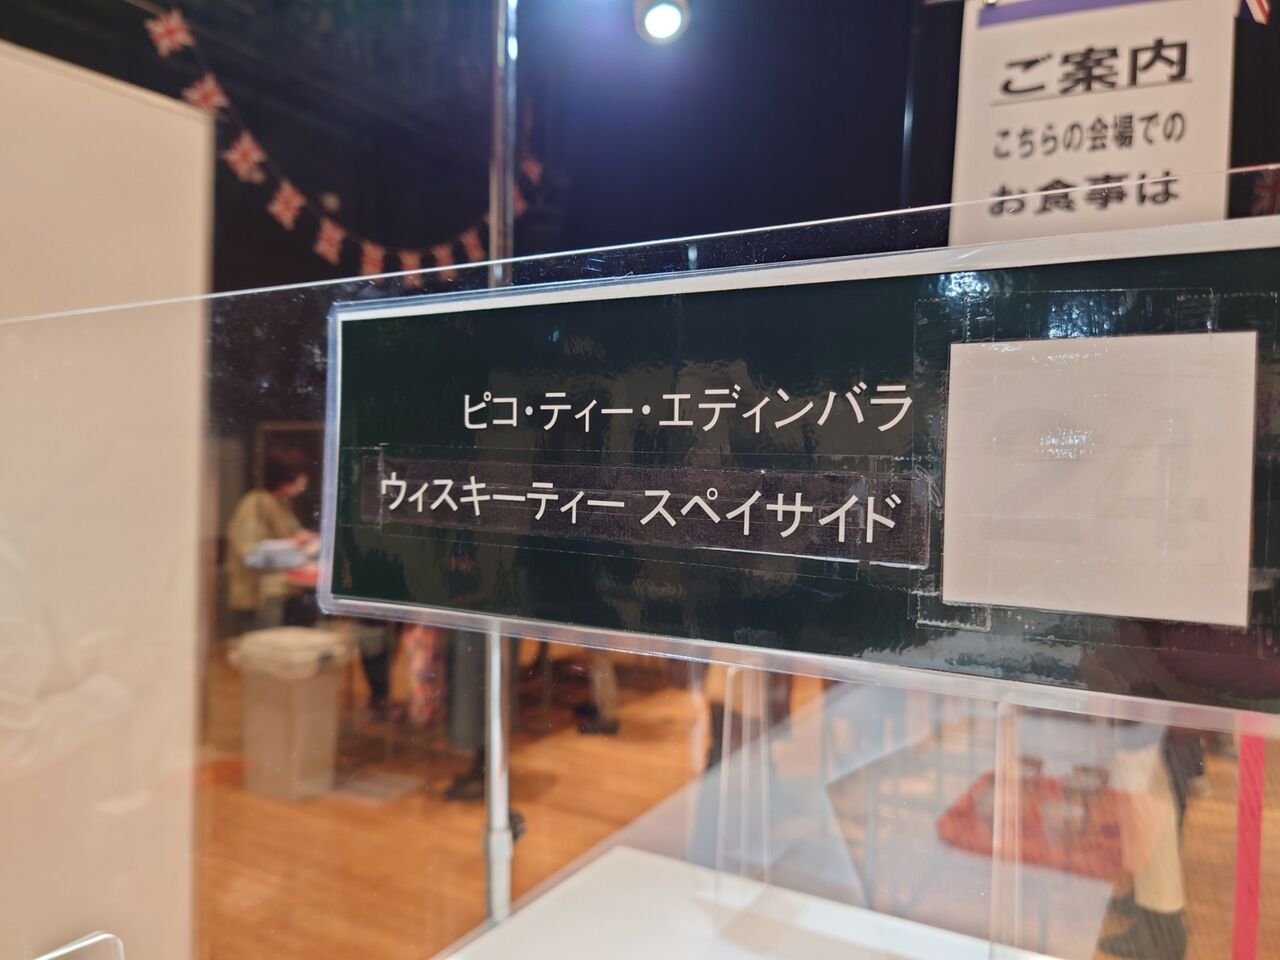 ご案内
こちらの会場での
お食事は
ピコ・ティー・エディンバラ
ウィスキーティー スペイサイド